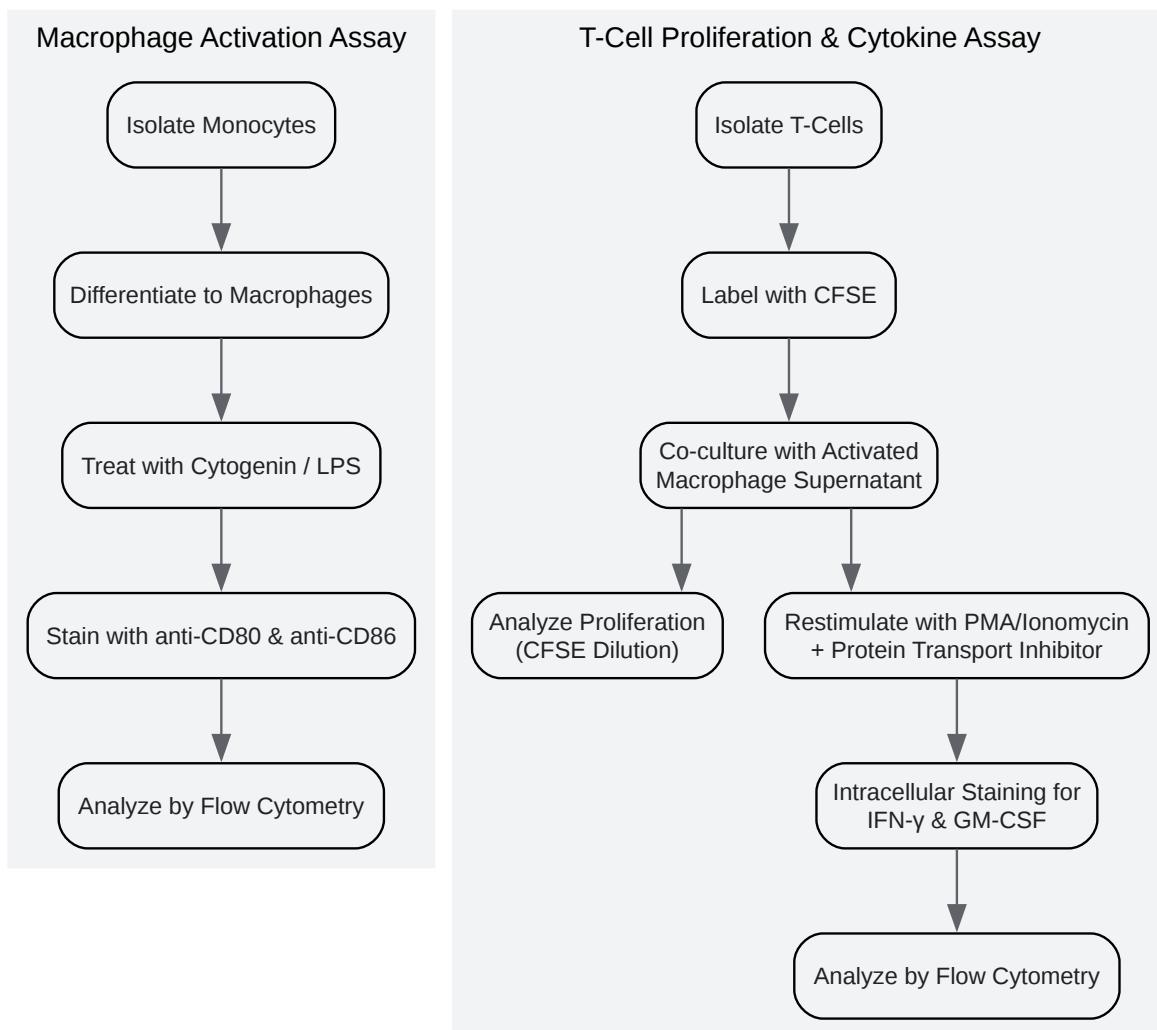 Macrophage Activation Assay
Isolate Monocytes
Differentiate to Macrophages
Treat with Cytogenin / LPS
Stain with anti-CD80 & anti-CD86
Analyze by Flow Cytometry
T-Cell Proliferation & Cytokine Assay
Isolate T-Cells
Label with CFSE
Co-culture with Activated
Macrophage Supernatant
Analyze Proliferation
(CFSE Dilution)
Restimulate with PMA/Ionomycin
+ Protein Transport Inhibitor
Intracellular Staining for
IFN-γ & GM-CSF
Analyze by Flow Cytometry